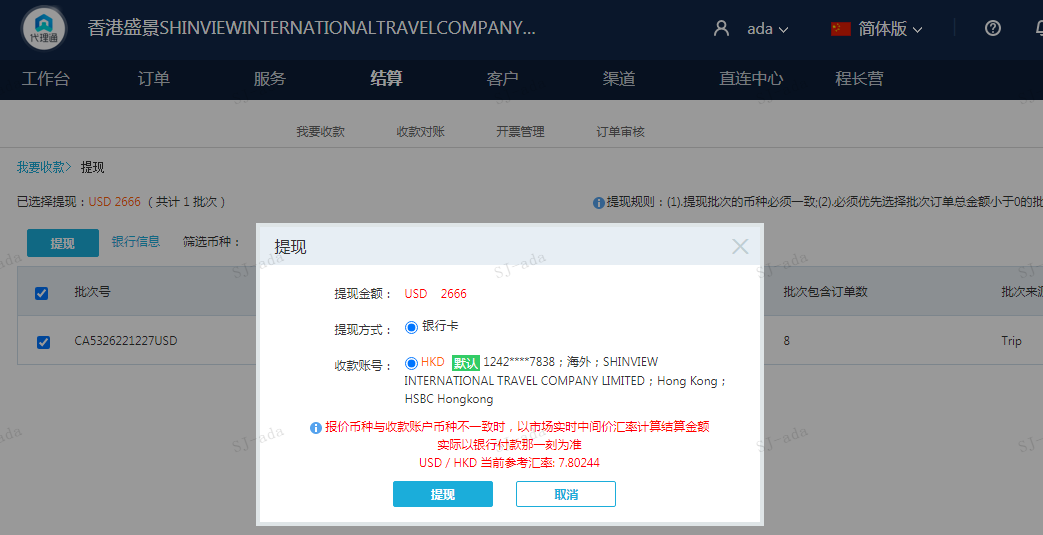 代理通
香港盛景SHINVIEWINTERNATIONALTRAVELCOMPANY...
ada
简体版
工作台 订单 服务 结算 客户 渠道 直连中心 程长营
我要收款 收款对账 开票管理 订单审核
我要收款> 提现
已选择提现：USD 2666 （ 共计 1 批次 ）
提现规则：(1).提现批次的币种必须一致;(2).必须优先选择批次订单总金额小于0的批
提现 银行信息 筛选币种：
批次号 批次包含订单数 批次来源
CA5326221227USD 8 Trip
提现
提现金额： USD 2666
提现方式： 银行卡
收款账号： HKD 默认 1242****7838；海外；SHINVIEW
INTERNATIONAL TRAVEL COMPANY LIMITED；Hong Kong；
HSBC Hongkong
报价币种与收款账户币种不一致时，以市场实时中间价汇率计算结算金额
实际以银行付款那一刻为准
USD / HKD 当前参考汇率: 7.80244
提现 取消
SJ-ada
SJ-ada
SJ-ada
SJ-ada
SJ-ada